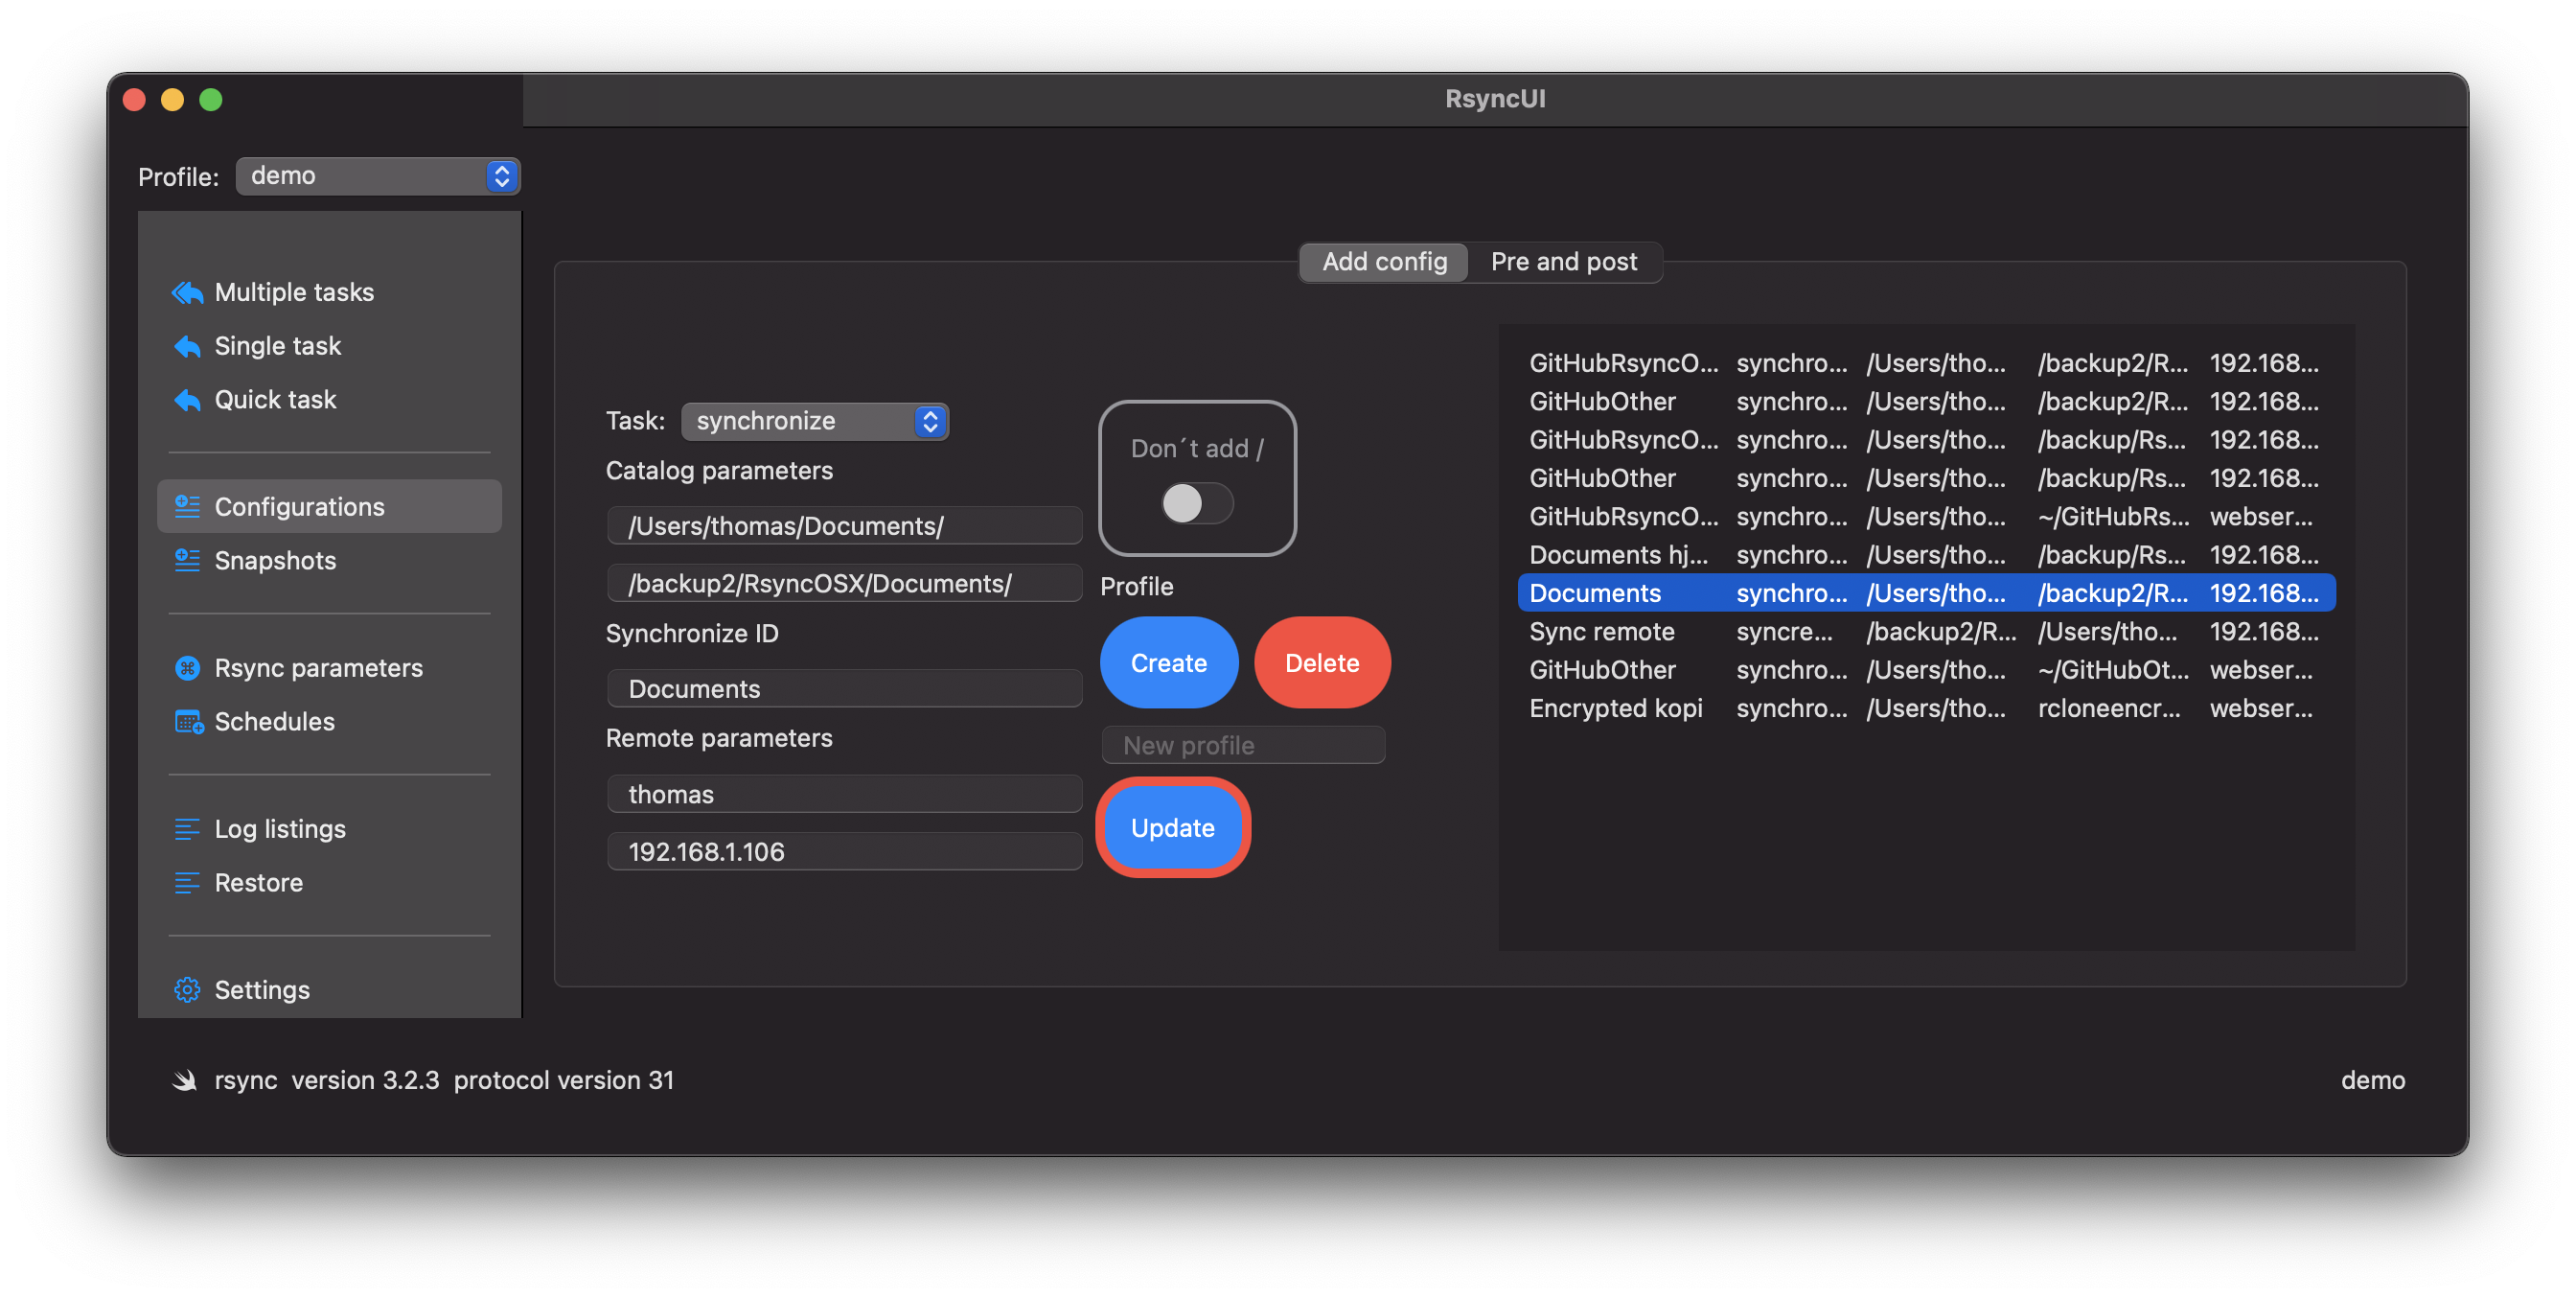 RsyncUI
Profile: demo
Multiple tasks
Single task
Quick task
Configurations
Snapshots
Rsync parameters
Schedules
Log listings
Restore
Settings
Add config Pre and post
Task: synchronize
Catalog parameters
/Users/thomas/Documents/
/backup2/RsyncOSX/Documents/
Synchronize ID
Documents
Remote parameters
thomas
192.168.1.106
Don´t add /
Profile
Create Delete
New profile
Update
GitHubRsyncO... synchro... /Users/tho... /backup2/R... 192.168...
GitHubOther synchro... /Users/tho... /backup2/R... 192.168...
GitHubRsyncO... synchro... /Users/tho... /backup/Rs... 192.168...
GitHubOther synchro... /Users/tho... /backup/Rs... 192.168...
GitHubRsyncO... synchro... /Users/tho... ~/GitHubRs... webser...
Documents hj... synchro... /Users/tho... /backup/Rs... 192.168...
Documents synchro... /Users/tho... /backup2/R... 192.168...
Sync remote syncre... /backup2/R... /Users/tho... 192.168...
GitHubOther synchro... /Users/tho... ~/GitHubOt... webser...
Encrypted kopi synchro... /Users/tho... rcloneencr... webser...
rsync version 3.2.3 protocol version 31
demo